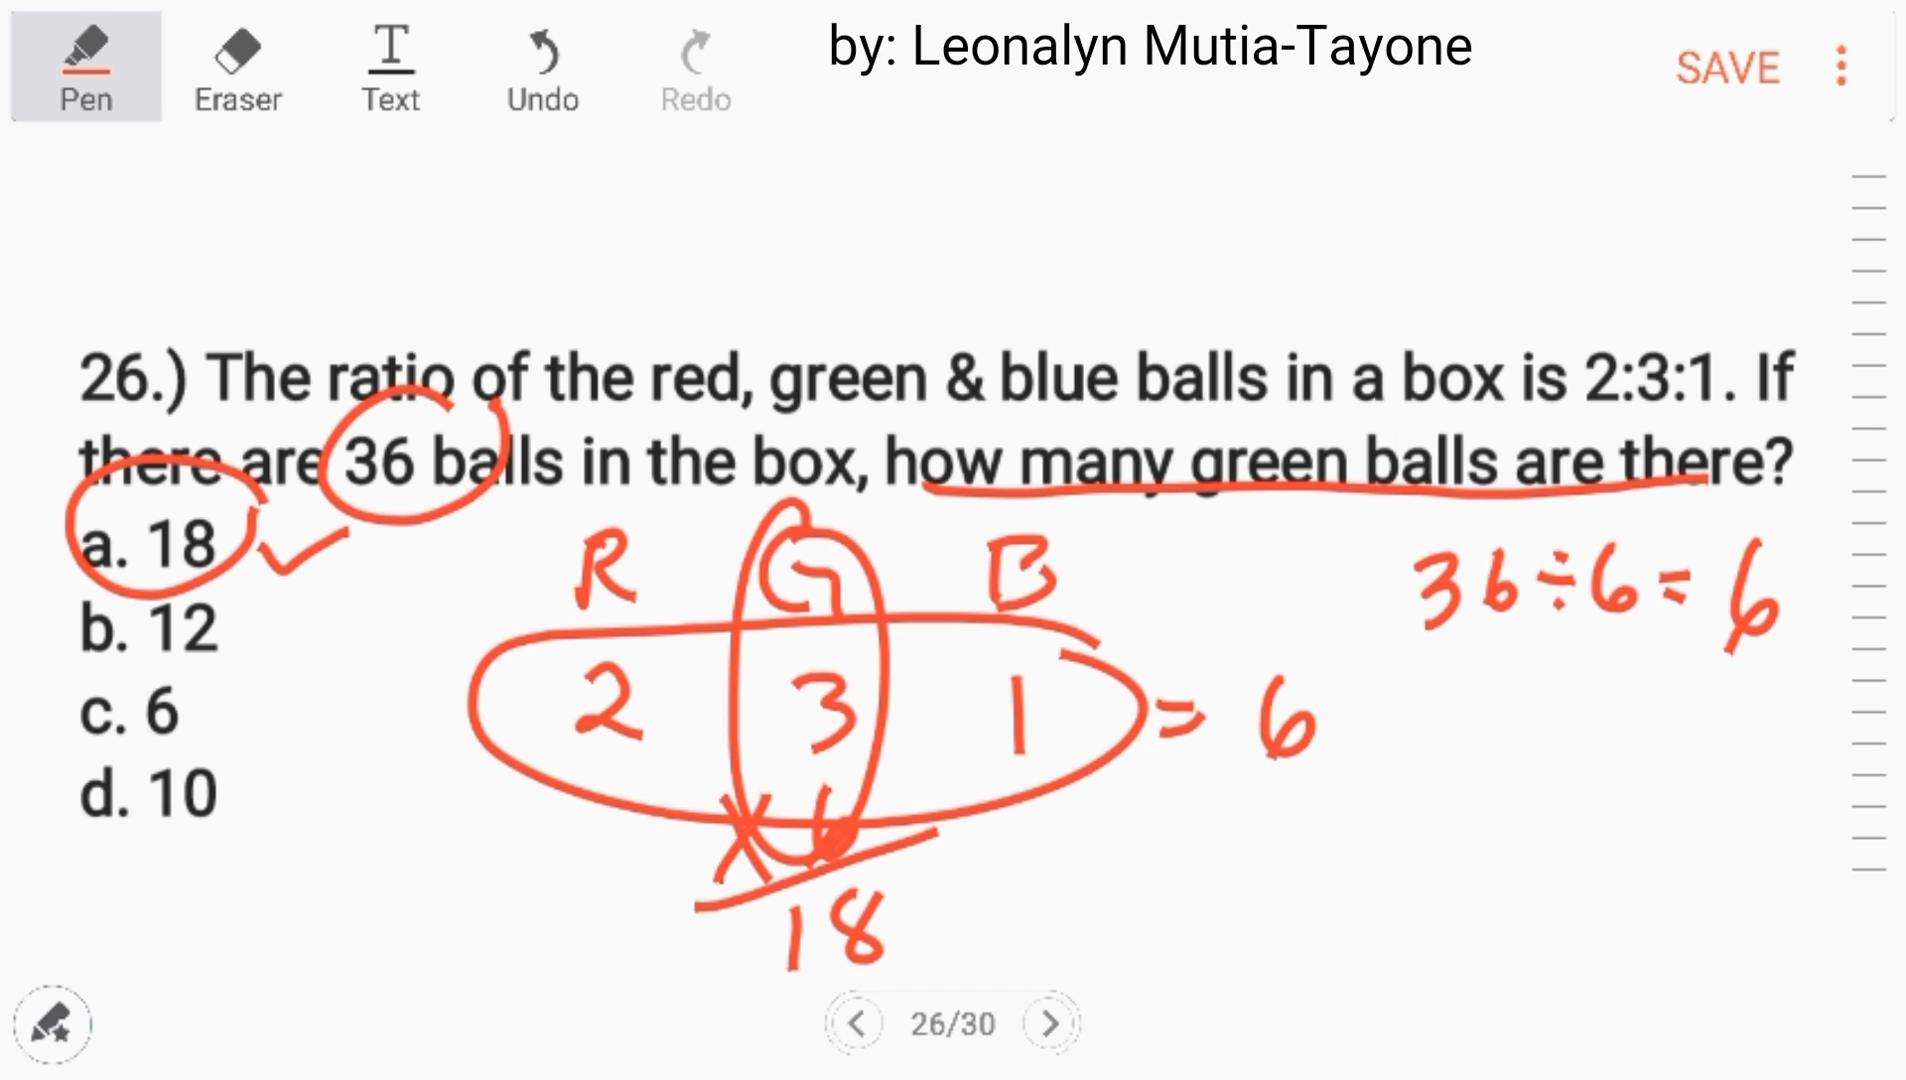 Pen Eraser Text Undo Redo
by: Leonalyn Mutia-Tayone
SAVE
26.) The ratio of the red, green & blue balls in a box is 2:3:1. If
there are 36 balls in the box, how many green balls are there?
a. 18
b. 12
c. 6
d. 10
R G B
36÷6=6
2 3 1 = 6
x 6
18
26/30